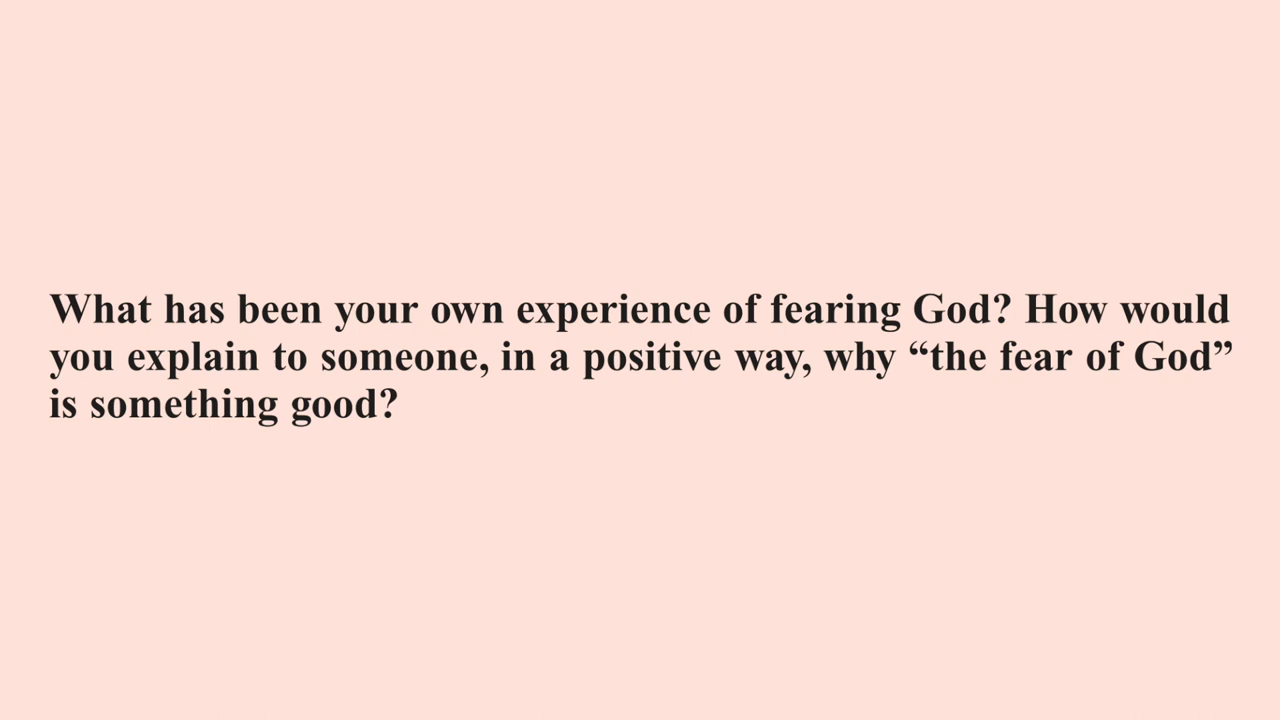 What has been your own experience of fearing God? How would
you explain to someone, in a positive way, why “the fear of God”
is something good?